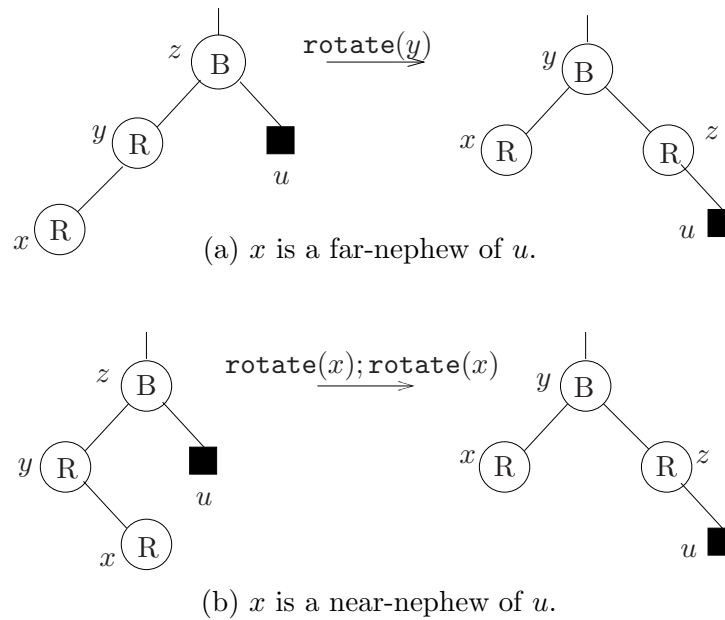 z B rotate(y) y B
y R u x R R z
x R u
(a) x is a far-nephew of u.
z B rotate(x); rotate(x) y B
y R u x R R z
x R u
(b) x is a near-nephew of u.